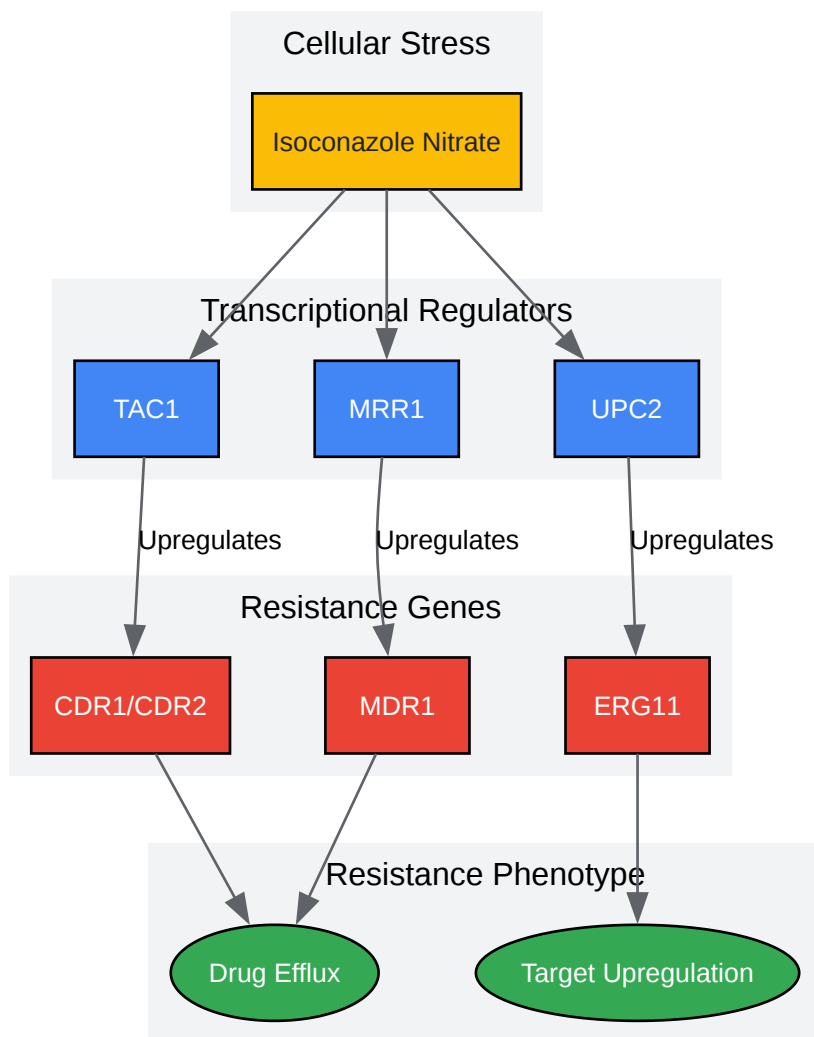 Cellular Stress
Isoconazole Nitrate
Transcriptional Regulators
TAC1
MRR1
UPC2
Upregulates
Upregulates
Upregulates
Resistance Genes
CDR1/CDR2
MDR1
ERG11
Resistance Phenotype
Drug Efflux
Target Upregulation